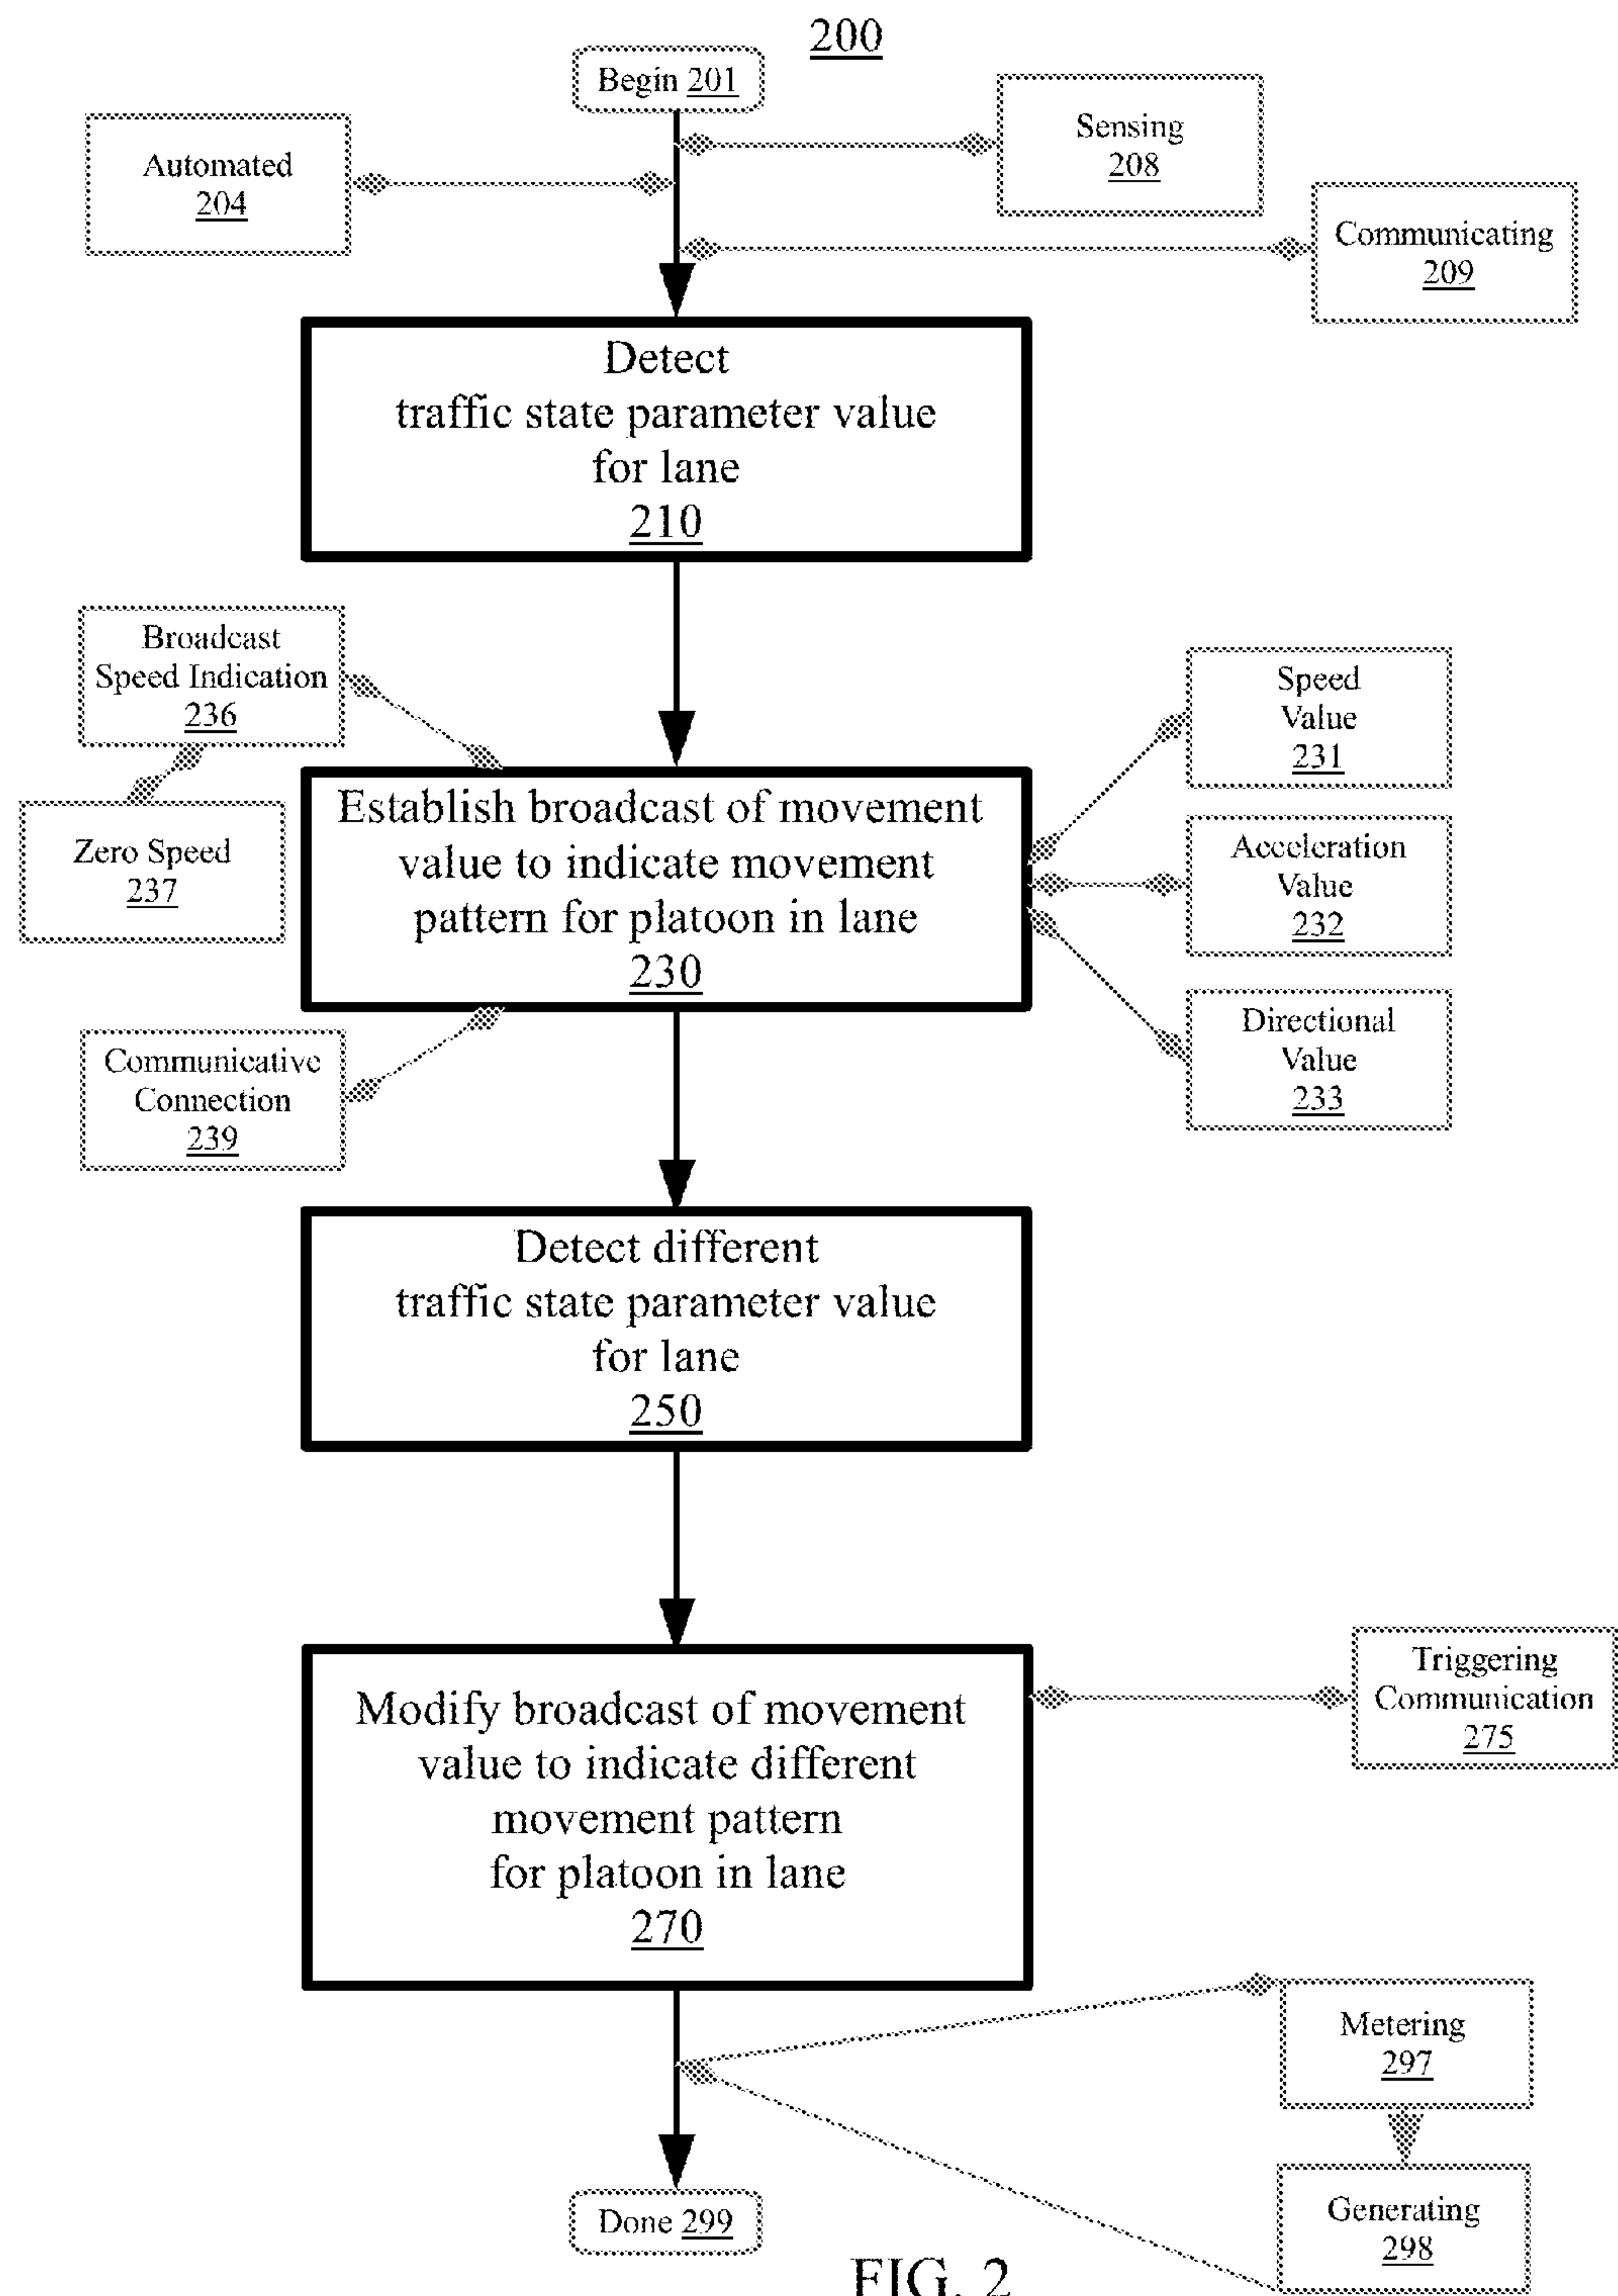 200
Begin 201
Sensing
208
Automated
204
Communicating
209
Detect
traffic state parameter value
for lane
210
Broadcast
Speed Indication
236
Speed
Value
231
Zero Speed
237
Establish broadcast of movement
value to indicate movement
pattern for platoon in lane
230
Acceleration
Value
232
Directional
Value
233
Communicative
Connection
239
Detect different
traffic state parameter value
for lane
250
Modify broadcast of movement
value to indicate different
movement pattern
for platoon in lane
270
Triggering
Communication
275
Metering
297
Generating
298
Done 299
FIG. 2